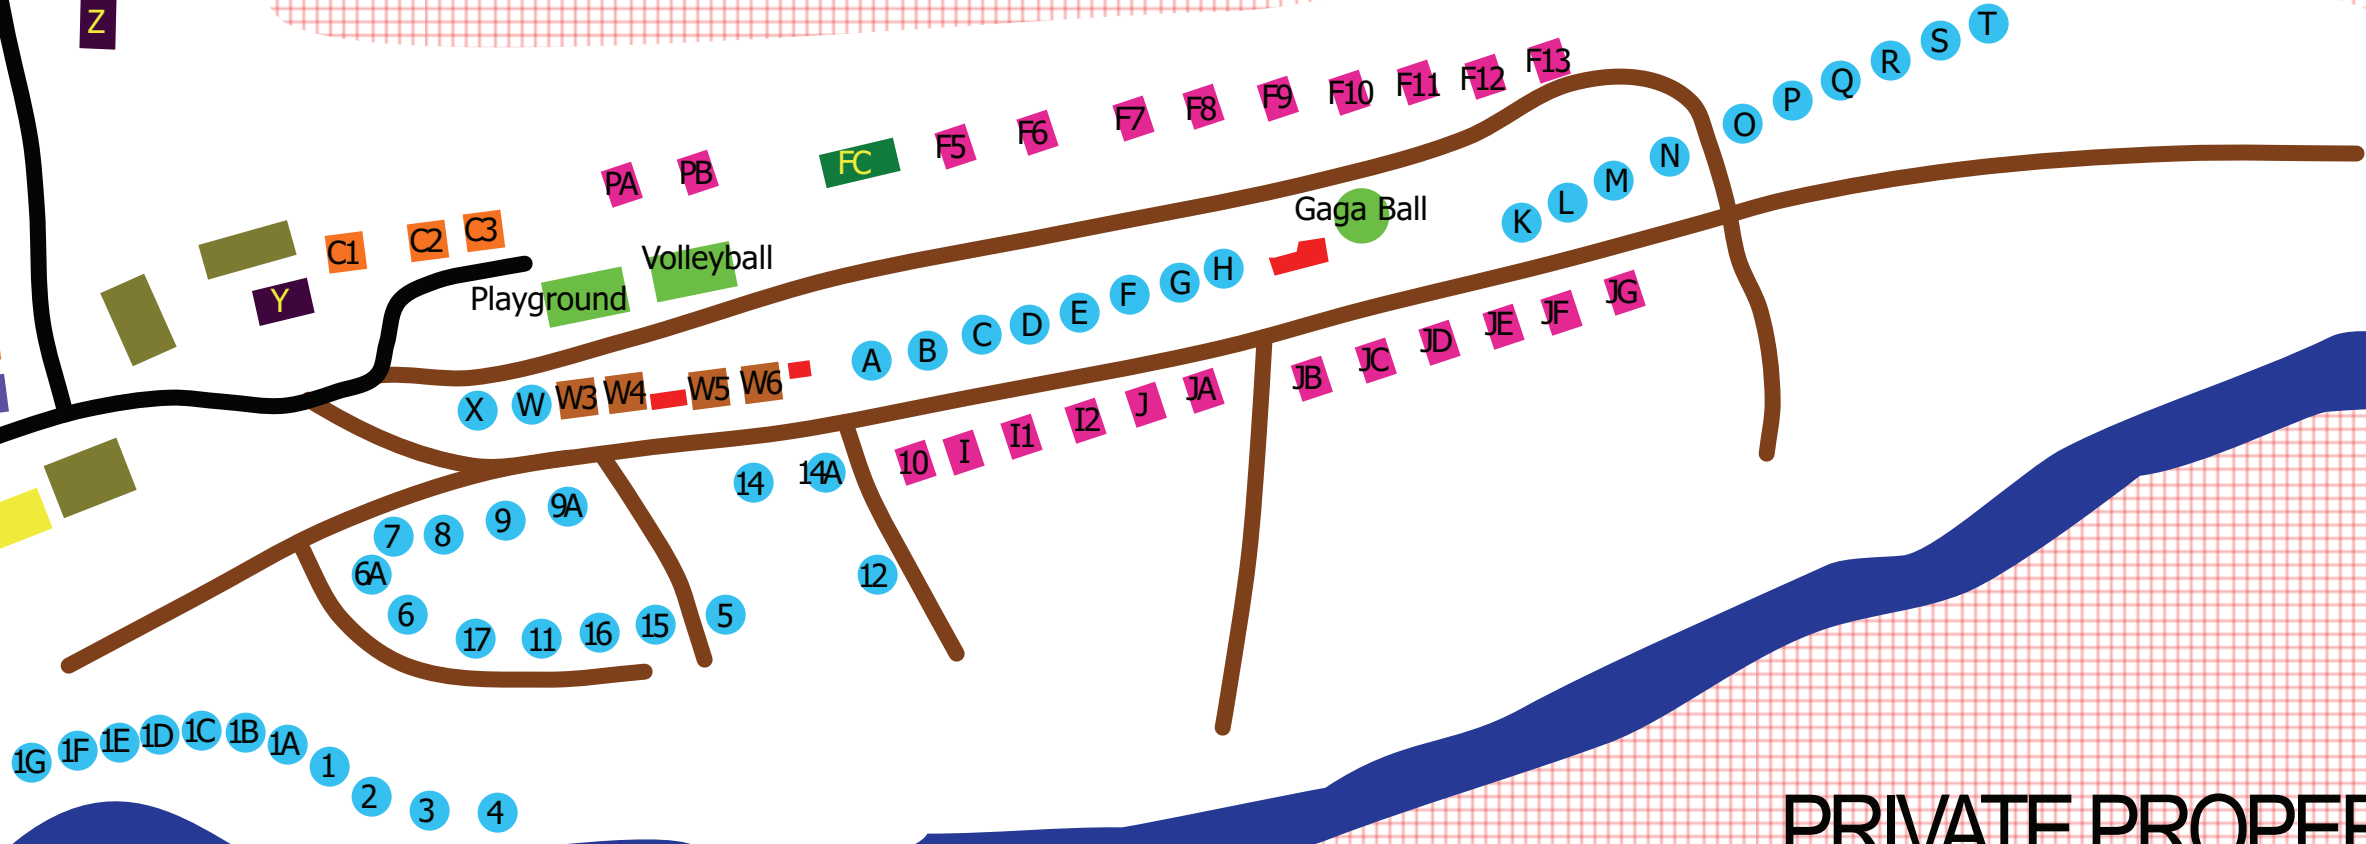 Z
T
S
R
Q
P
O
N
M
L
K
F13
F12
F11
F10
F9
F8
F7
F6
F5
FC
PB
PA
C3
C2
C1
Y
Volleyball
Playground
Gaga Ball
H
G
F
E
D
C
B
A
X
W
W3
W4
W5
W6
JG
JF
JE
JD
JC
JB
JA
J
I2
I1
I
10
14
14A
12
9A
9
8
7
6A
6
17
11
16
15
5
1G
1F
1E
1D
1C
1B
1A
1
2
3
4
PRIVATE PROPER